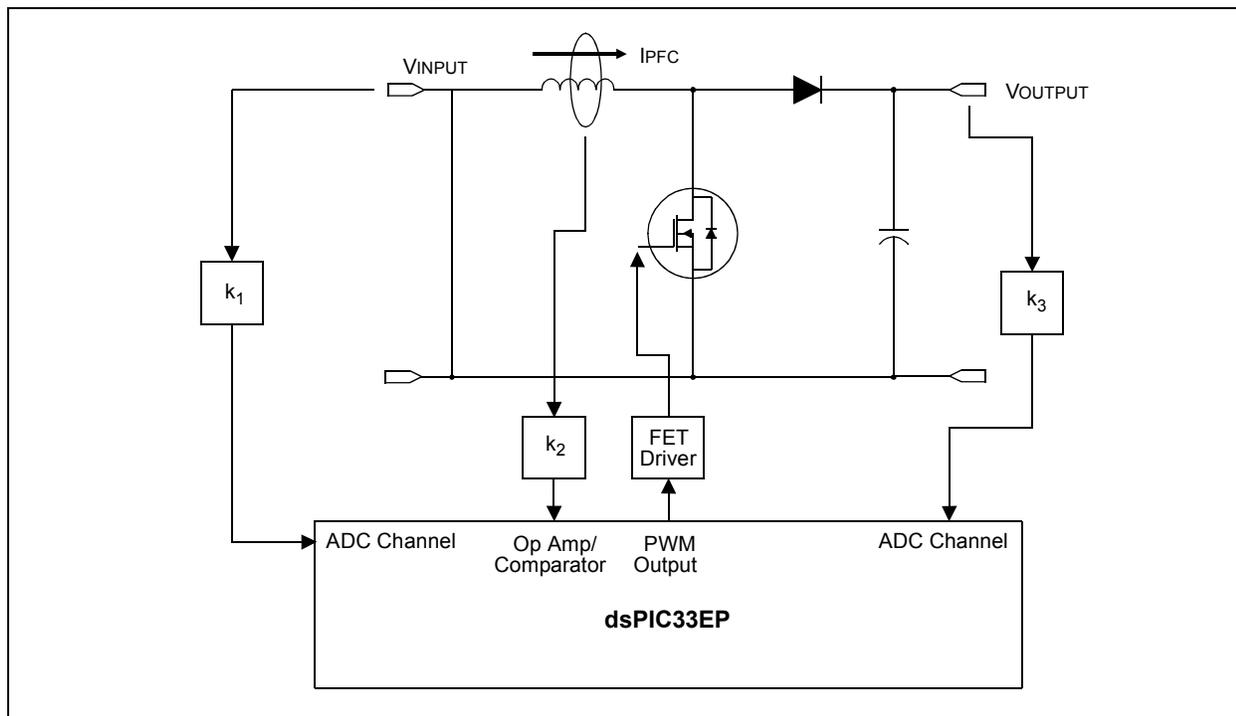 IPFC
VINPUT
VOUTPUT
k1
k3
k2
FET
Driver
ADC Channel
Op Amp/
Comparator
PWM
Output
ADC Channel
dsPIC33EP